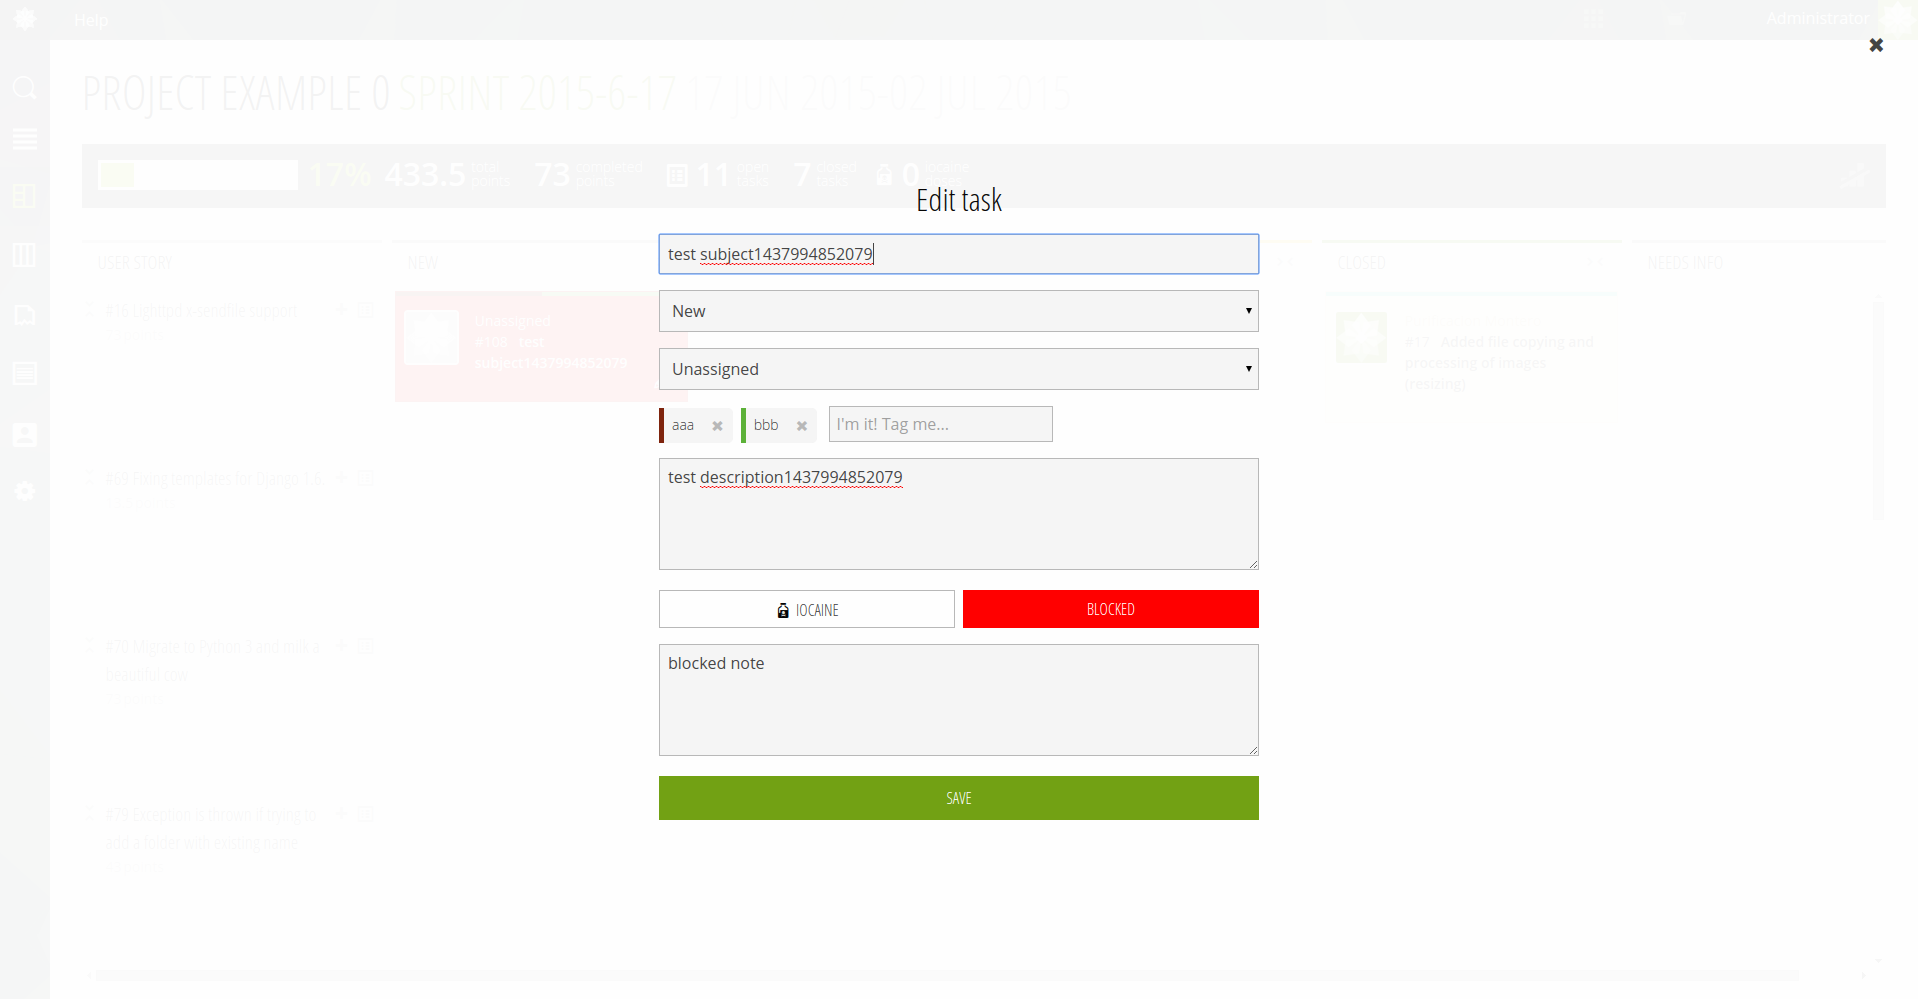 Help
Administrator
PROJECT EXAMPLE 0 SPRINT 2015-6-17 17 JUN 2015-02 JUL 2015
17% 433.5 total points 73 completed points 11 open tasks 7 closed tasks 0 iocaine
Edit task
test subject1437994852079
USER STORY
NEW
CLOSED
NEEDS INFO
New
#16 Lighttpd x-sendfile support
Unassigned
#106 test
subject1437994852079
#17 Added file copying and
processing of images
(resizing)
Unassigned
aaa
bbb
I'm it! Tag me...
test description1437994852079
#69 Fixing templates for Django 1.6.
IOCAINE
BLOCKED
blocked note
#70 Migrate to Python 3 and milk a
beautiful cow
SAVE
#79 Exception is thrown if trying to
add a folder with existing name